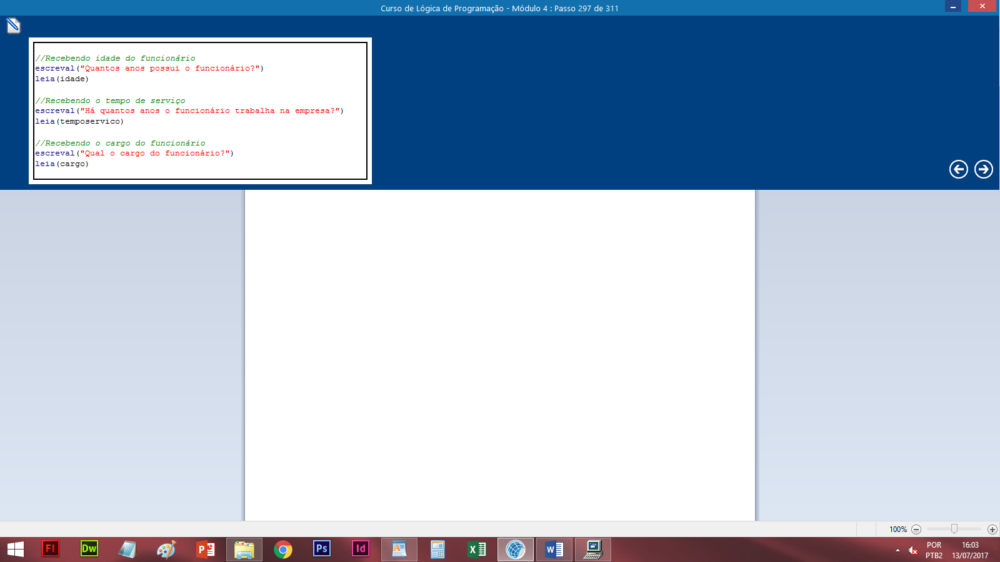 Curso de Lógica de Programação - Módulo 4 : Passo 297 de 311
//Recebendo idade do funcionário
escreval("Quantos anos possui o funcionário?")
leia(idade)
//Recebendo o tempo de serviço
escreval("Há quantos anos o funcionário trabalha na empresa?")
leia(temposervico)
//Recebendo o cargo do funcionário
escreval("Qual o cargo do funcionário?")
leia(cargo)
100%
Fl
Dw
Ps
Id
W
POR
PTB2
16:03
13/07/2017